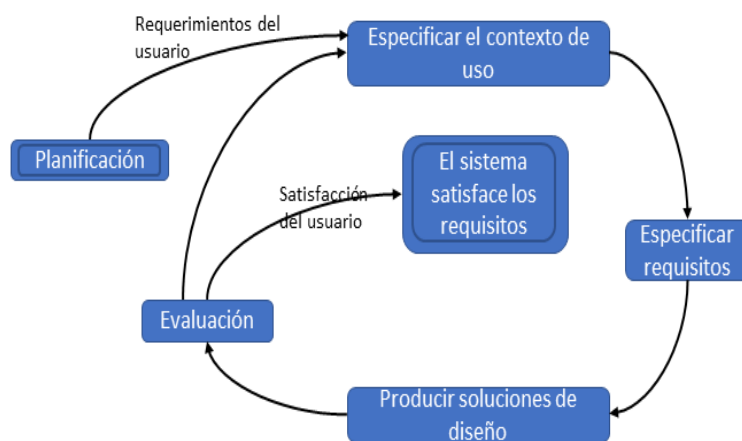 Requerimientos del
usuario
Especificar el contexto de
uso
Planificación
El sistema
satisface los
requisitos
Satisfacción
del usuario
Especificar
requisitos
Evaluación
Producir soluciones de
diseño